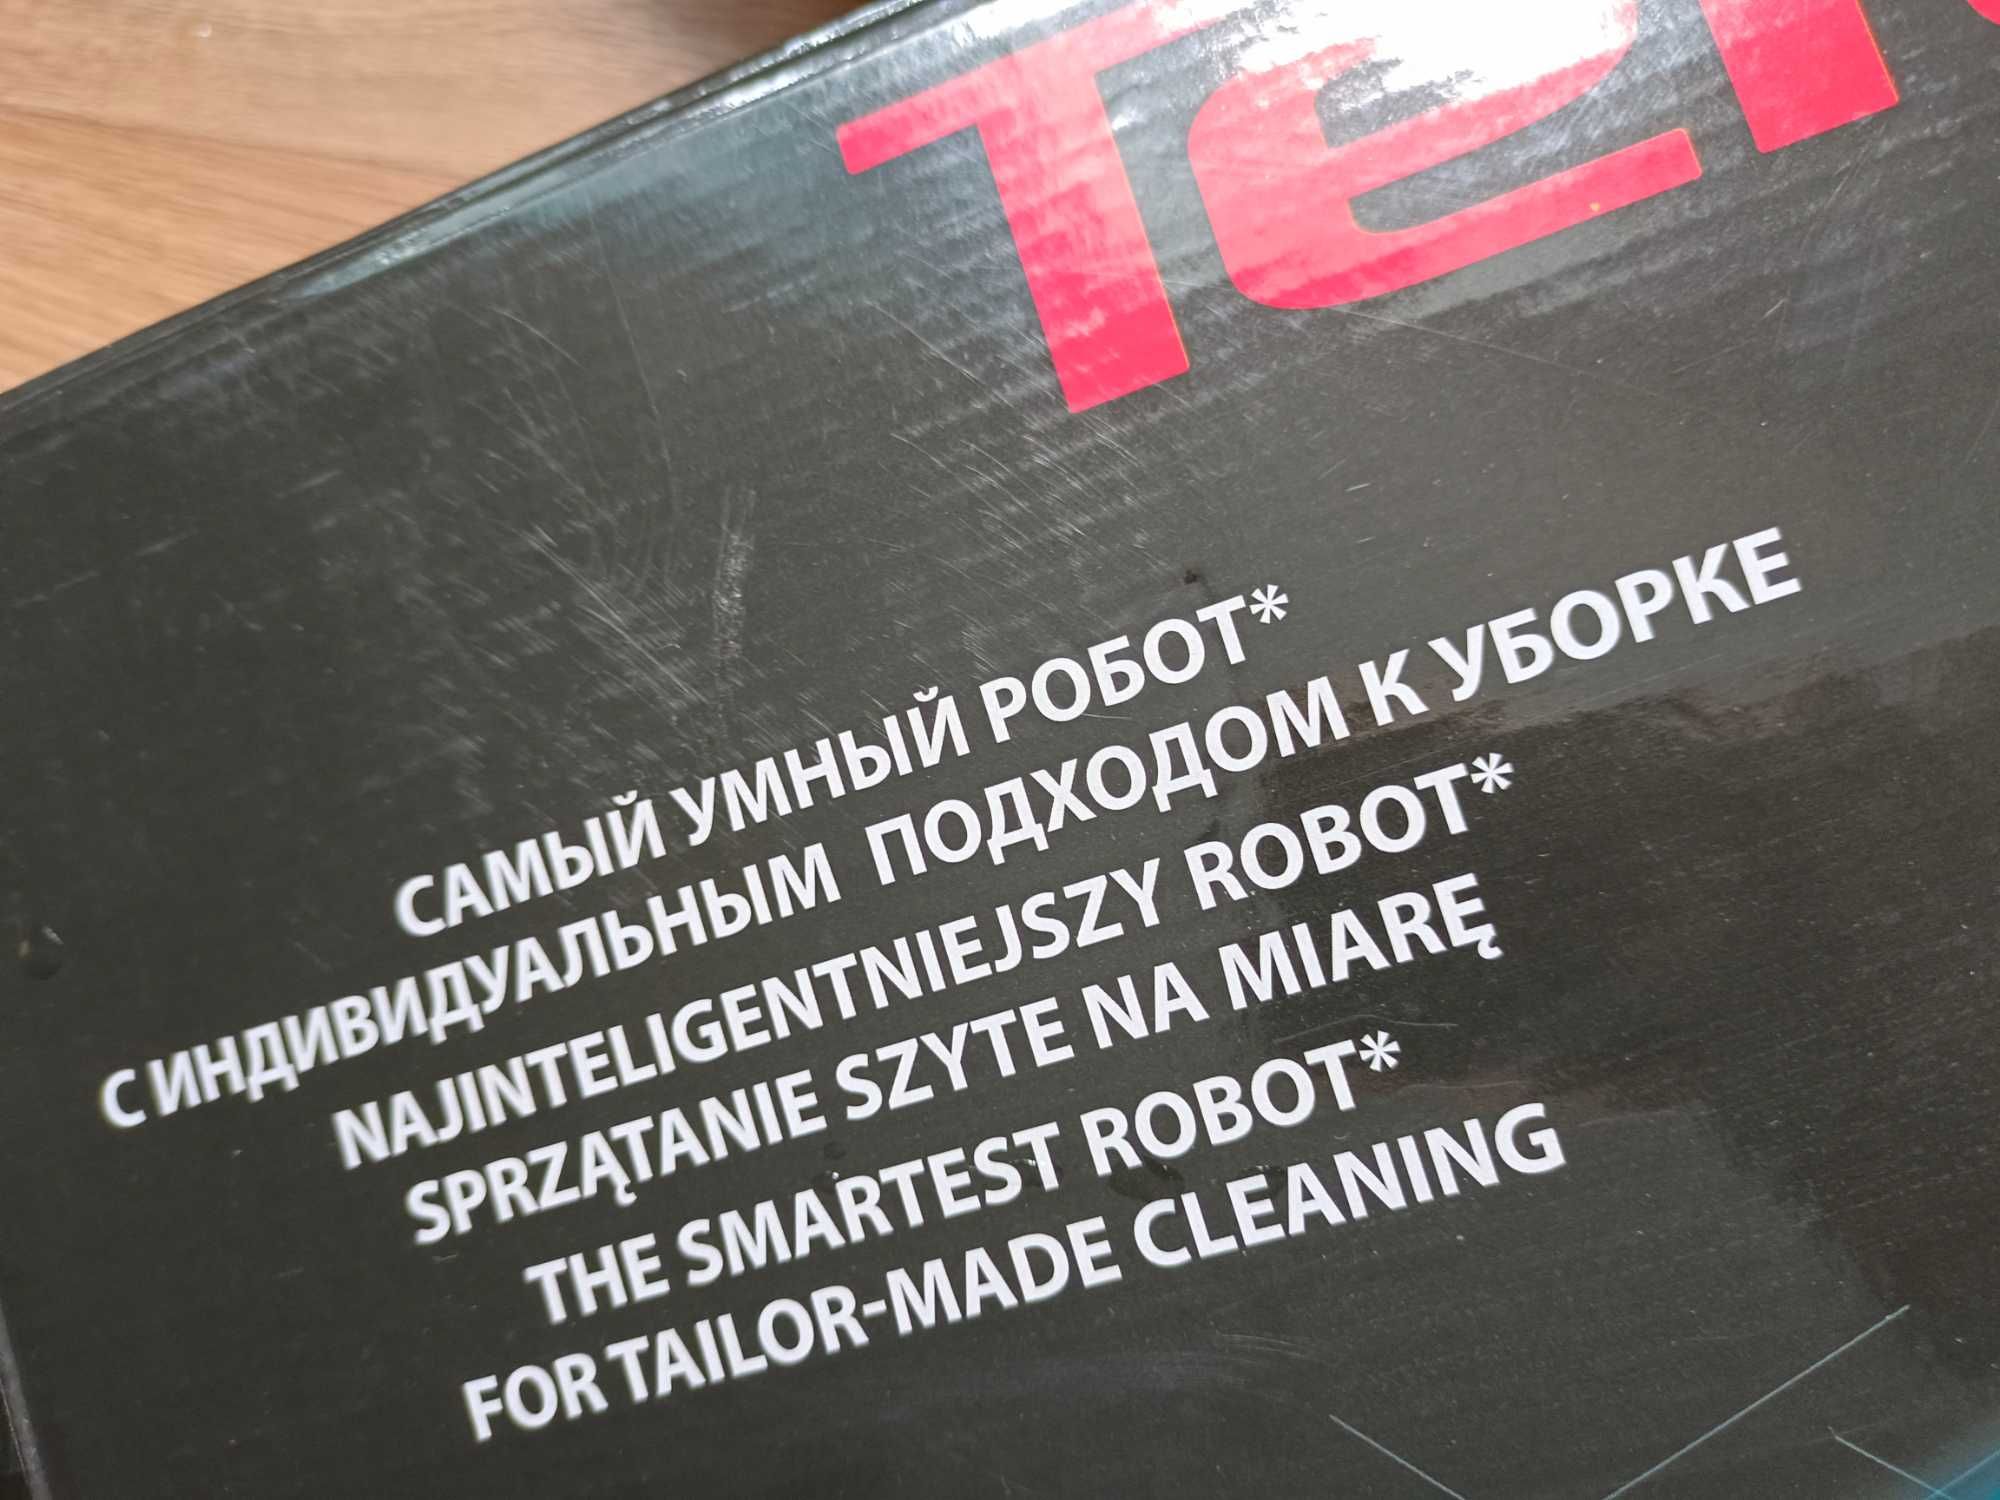 САМЫЙ УМНЫЙ РОБОТ*
С ИНДИВИДУАЛЬНЫМ ПОДХОДОМ К УБОРКЕ
NAJINTELIGENTNIEJSZY ROBOT*
SPRZĄTANIE SZYTE NA MIARĘ
THE SMARTEST ROBOT*
FOR TAILOR-MADE CLEANING